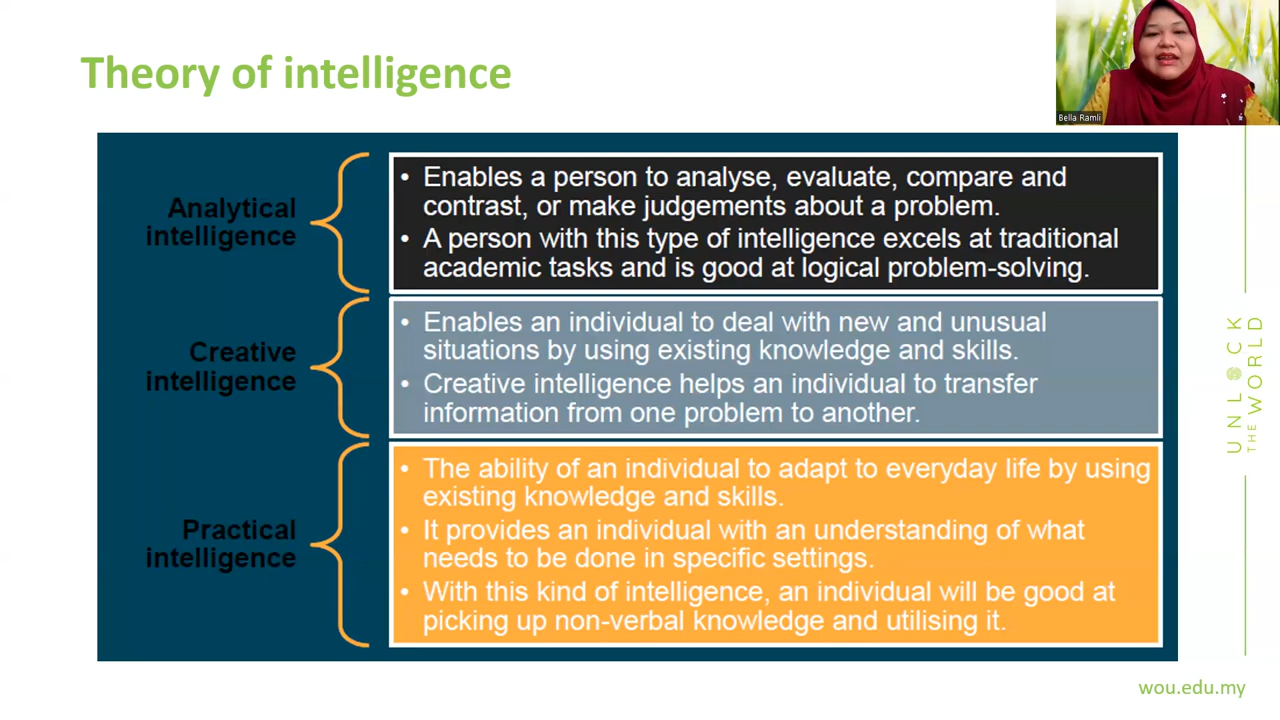 Theory of intelligence
Bella Ramli
Analytical
intelligence
• Enables a person to analyse, evaluate, compare and
contrast, or make judgements about a problem.
• A person with this type of intelligence excels at traditional
academic tasks and is good at logical problem-solving.
Creative
intelligence
• Enables an individual to deal with new and unusual
situations by using existing knowledge and skills.
• Creative intelligence helps an individual to transfer
information from one problem to another.
Practical
intelligence
• The ability of an individual to adapt to everyday life by using
existing knowledge and skills.
• It provides an individual with an understanding of what
needs to be done in specific settings.
• With this kind of intelligence, an individual will be good at
picking up non-verbal knowledge and utilising it.
UNLOCK
THE WORLD
wou.edu.my